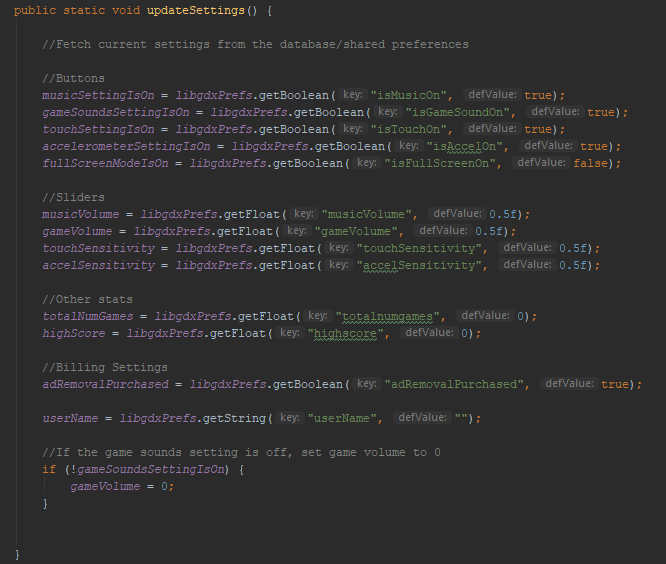 public static void updateSettings() {
//Fetch current settings from the database/shared preferences
//Buttons
musicSettingIsOn = libgdxPrefs.getBoolean( key: "isMusicOn", defValue: true);
gameSoundsSettingIsOn = libgdxPrefs.getBoolean( key: "isGameSoundOn", defValue: true);
touchSettingIsOn = libgdxPrefs.getBoolean( key: "isTouchOn", defValue: true);
accelerometerSettingIsOn = libgdxPrefs.getBoolean( key: "isAccelOn", defValue: true);
fullScreenModeIsOn = libgdxPrefs.getBoolean( key: "isFullScreenOn", defValue: false);
//Sliders
musicVolume = libgdxPrefs.getFloat( key: "musicVolume", defValue: 0.5f);
gameVolume = libgdxPrefs.getFloat( key: "gameVolume", defValue: 0.5f);
touchSensitivity = libgdxPrefs.getFloat( key: "touchSensitivity", defValue: 0.5f);
accelSensitivity = libgdxPrefs.getFloat( key: "accelSensitivity", defValue: 0.5f);
//Other stats
totalNumGames = libgdxPrefs.getFloat( key: "totalnumgames", defValue: 0);
highScore = libgdxPrefs.getFloat( key: "highscore", defValue: 0);
//Billing Settings
adRemovalPurchased = libgdxPrefs.getBoolean( key: "adRemovalPurchased", defValue: true);
userName = libgdxPrefs.getString( key: "userName", defValue: "");
//If the game sounds setting is off, set game volume to 0
if (!gameSoundsSettingIsOn) {
gameVolume = 0;
}
}